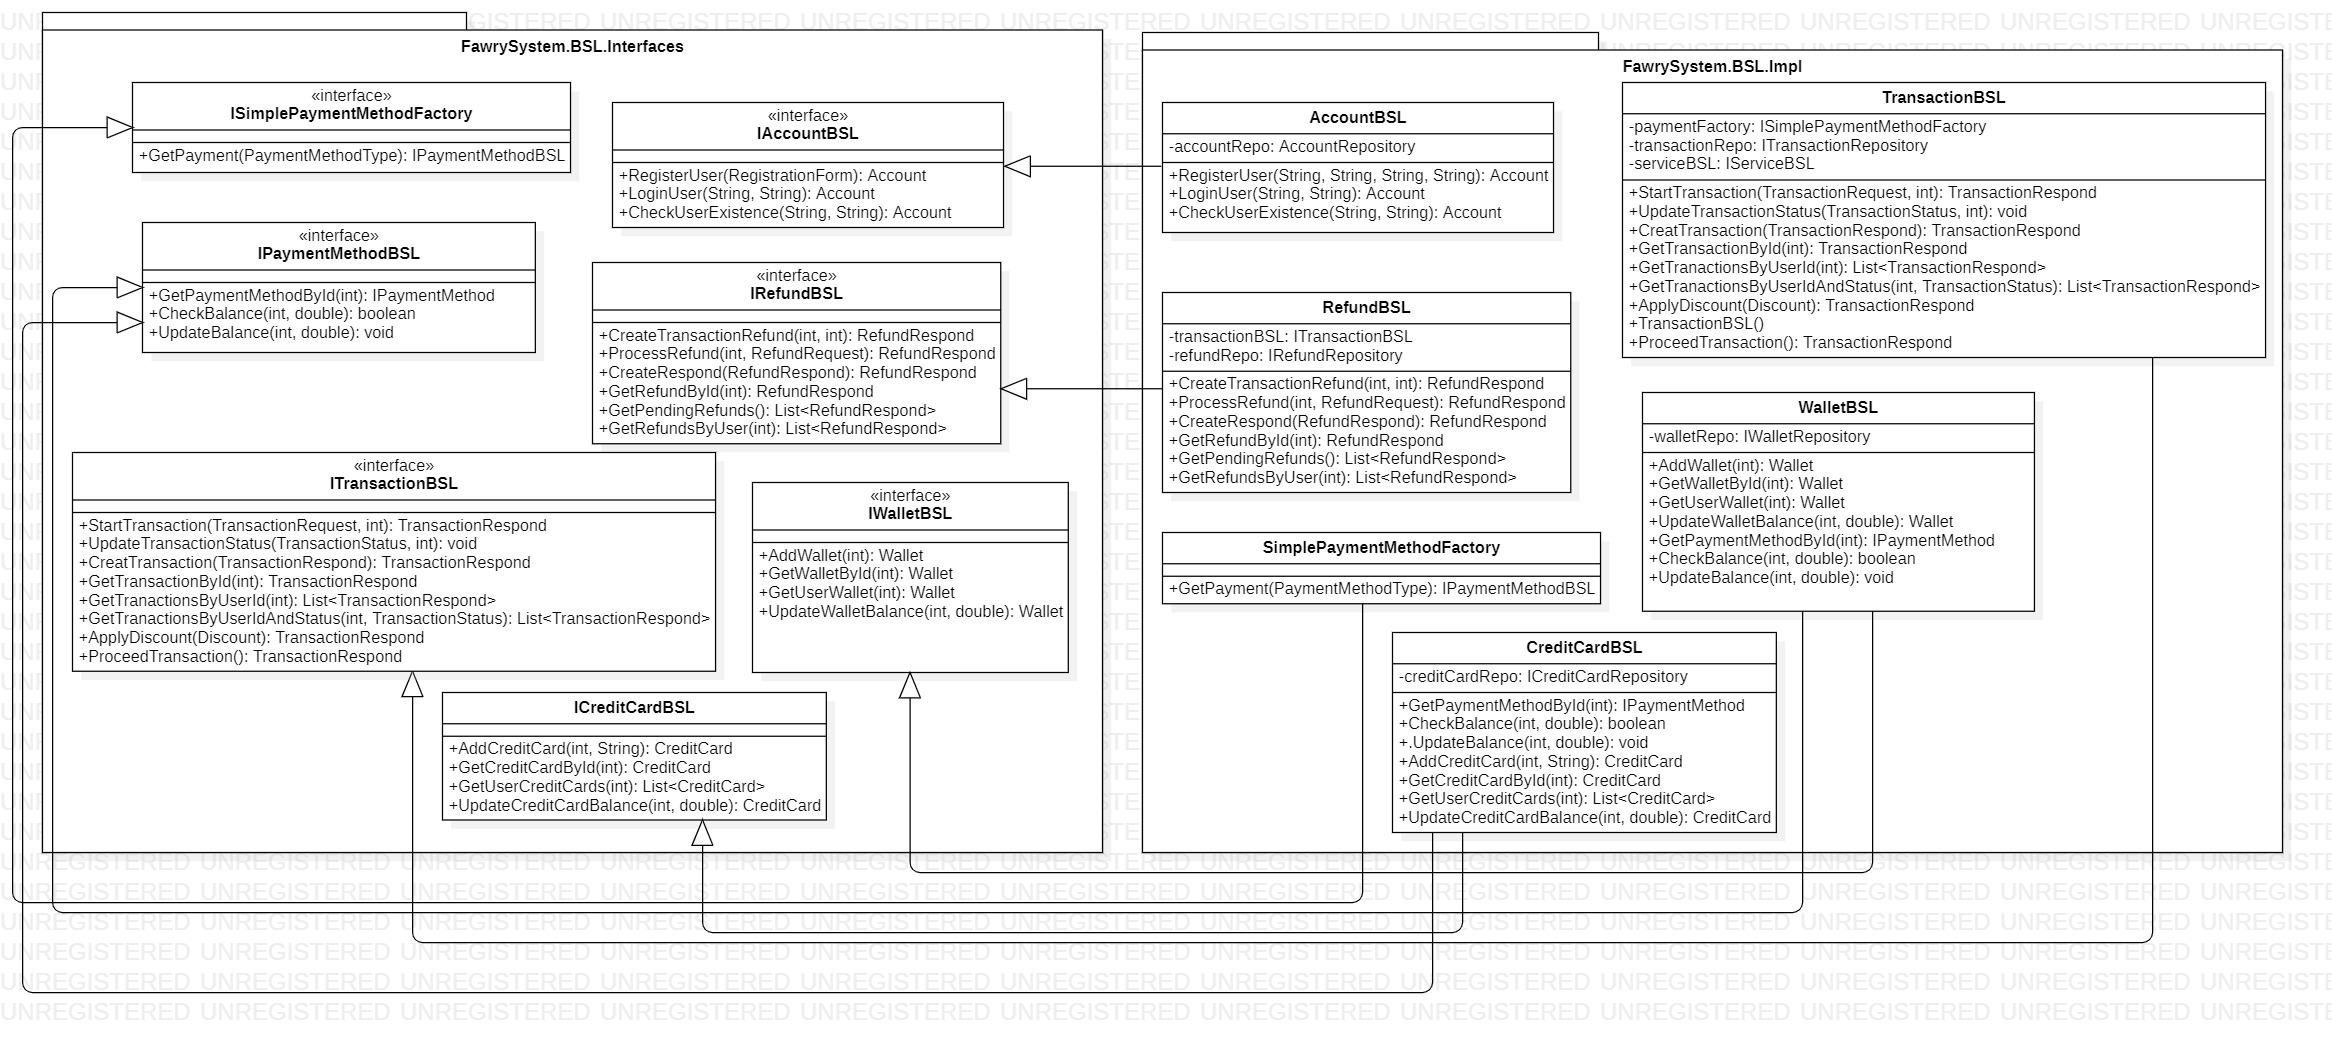 FawrySystem.BSL.Interfaces
«interface»
ISimplePaymentMethodFactory
+GetPayment(PaymentMethodType): IPaymentMethodBSL
«interface»
IAccountBSL
+RegisterUser(RegistrationForm): Account
+LoginUser(String, String): Account
+CheckUserExistence(String, String): Account
«interface»
IPaymentMethodBSL
+GetPaymentMethodById(int): IPaymentMethod
+CheckBalance(int, double): boolean
+UpdateBalance(int, double): void
«interface»
IRefundBSL
+CreateTransactionRefund(int, int): RefundRespond
+ProcessRefund(int, RefundRequest): RefundRespond
+CreateRespond(RefundRespond): RefundRespond
+GetRefundById(int): RefundRespond
+GetPendingRefunds(): List<RefundRespond>
+GetRefundsByUser(int): List<RefundRespond>
«interface»
ITransactionBSL
+StartTransaction(TransactionRequest, int): TransactionRespond
+UpdateTransactionStatus(TransactionStatus, int): void
+CreatTransaction(TransactionRespond): TransactionRespond
+GetTransactionById(int): TransactionRespond
+GetTranactionsByUserId(int): List<TransactionRespond>
+GetTranactionsByUserIdAndStatus(int, TransactionStatus): List<TransactionRespond>
+ApplyDiscount(Discount): TransactionRespond
+ProceedTransaction(): TransactionRespond
«interface»
IWalletBSL
+AddWallet(int): Wallet
+GetWalletById(int): Wallet
+GetUserWallet(int): Wallet
+UpdateWalletBalance(int, double): Wallet
ICreditCardBSL
+AddCreditCard(int, String): CreditCard
+GetCreditCardById(int): CreditCard
+GetUserCreditCards(int): List<CreditCard>
+UpdateCreditCardBalance(int, double): CreditCard
FawrySystem.BSL.Impl
AccountBSL
-accountRepo: AccountRepository
+RegisterUser(String, String, String, String): Account
+LoginUser(String, String): Account
+CheckUserExistence(String, String): Account
TransactionBSL
-paymentFactory: ISimplePaymentMethodFactory
-transactionRepo: ITransactionRepository
-serviceBSL: IServiceBSL
+StartTransaction(TransactionRequest, int): TransactionRespond
+UpdateTransactionStatus(TransactionStatus, int): void
+CreatTransaction(TransactionRespond): TransactionRespond
+GetTransactionById(int): TransactionRespond
+GetTranactionsByUserId(int): List<TransactionRespond>
+GetTranactionsByUserIdAndStatus(int, TransactionStatus): List<TransactionRespond>
+ApplyDiscount(Discount): TransactionRespond
+TransactionBSL()
+ProceedTransaction(): TransactionRespond
RefundBSL
-transactionBSL: ITransactionBSL
-refundRepo: IRefundRepository
+CreateTransactionRefund(int, int): RefundRespond
+ProcessRefund(int, RefundRequest): RefundRespond
+CreateRespond(RefundRespond): RefundRespond
+GetRefundById(int): RefundRespond
+GetPendingRefunds(): List<RefundRespond>
+GetRefundsByUser(int): List<RefundRespond>
WalletBSL
-walletRepo: IWalletRepository
+AddWallet(int): Wallet
+GetWalletById(int): Wallet
+GetUserWallet(int): Wallet
+UpdateWalletBalance(int, double): Wallet
+GetPaymentMethodById(int): IPaymentMethod
+CheckBalance(int, double): boolean
+UpdateBalance(int, double): void
SimplePaymentMethodFactory
+GetPayment(PaymentMethodType): IPaymentMethodBSL
CreditCardBSL
-creditCardRepo: ICreditCardRepository
+GetPaymentMethodById(int): IPaymentMethod
+CheckBalance(int, double): boolean
+.UpdateBalance(int, double): void
+AddCreditCard(int, String): CreditCard
+GetCreditCardById(int): CreditCard
+GetUserCreditCards(int): List<CreditCard>
+UpdateCreditCardBalance(int, double): CreditCard
UNREGISTERED UNREGISTERED UNREGISTERED UNREGISTERED UNREGISTERED UNREGISTERED UNREGISTERED UNREGISTERED UNREGISTERED UNREGISTERED UNREGISTERED